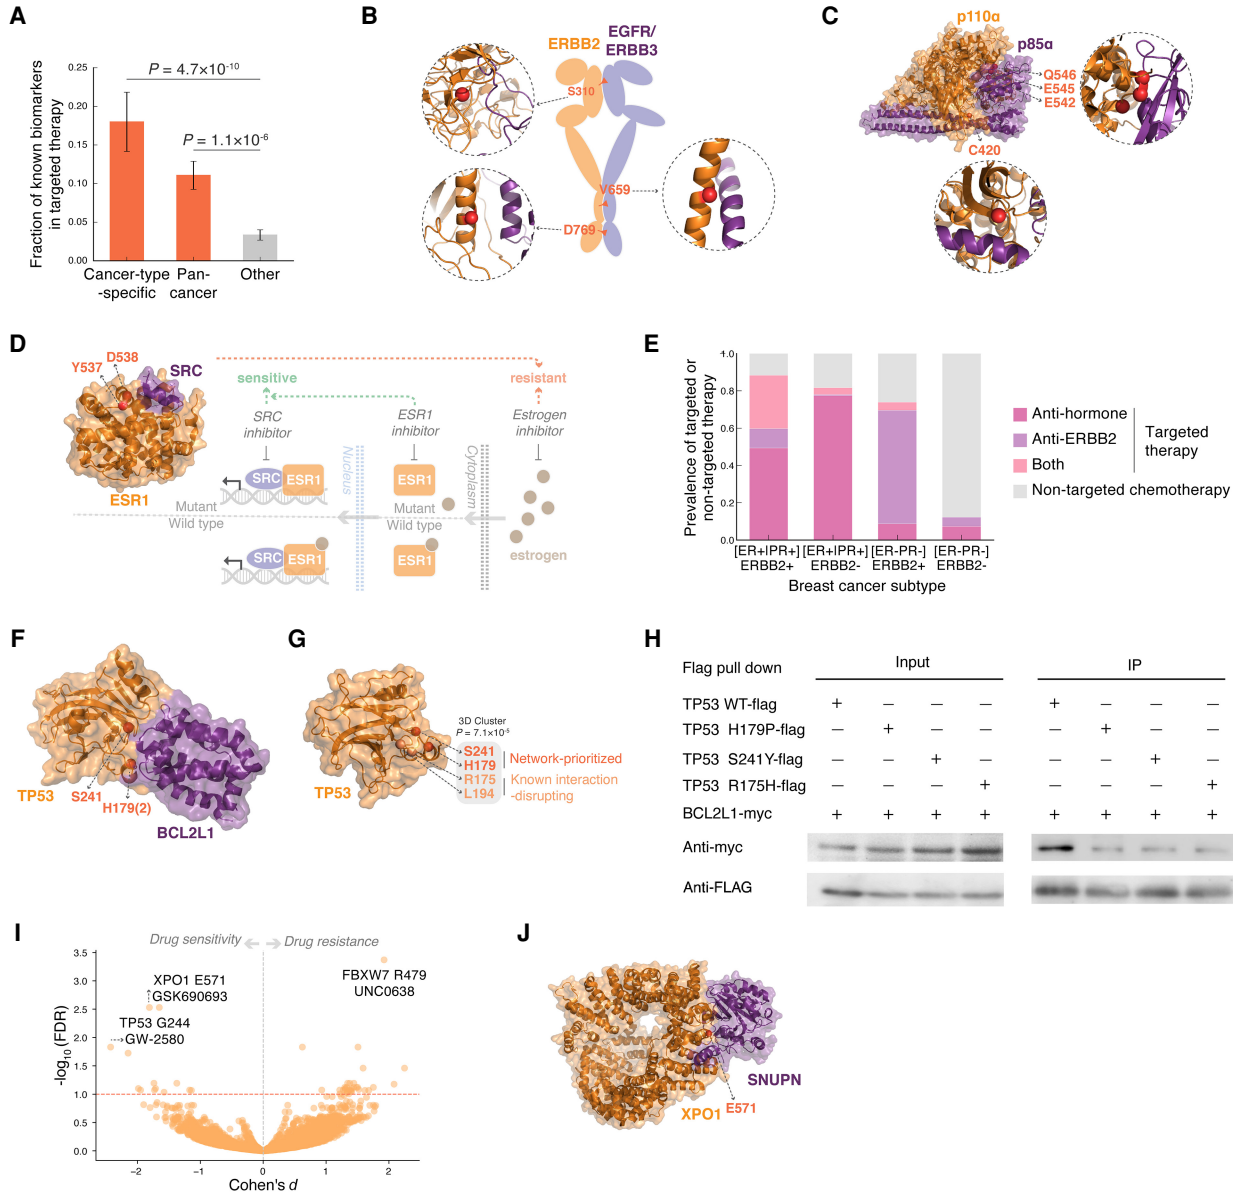 A
P = 4.7×10-10
P = 1.1×10-6
Fraction of known biomarkers
in targeted therapy
0.25
0.20
0.15
0.10
0.05
0.00
Cancer-type
-specific
Pan-
cancer
Other
B
ERBB2
EGFR/
ERBB3
S310
V659
D769
C
p110α
p85α
Q546
E545
E542
C420
D
D538
Y537
SRC
ESR1
sensitive
resistant
SRC
inhibitor
ESR1
inhibitor
Estrogen
inhibitor
Nucleus
Cytoplasm
SRC
ESR1
ESR1
Mutant
Wild type
Mutant
Wild type
SRC
ESR1
ESR1
estrogen
E
Prevalence of targeted or
non-targeted therapy
1.0
0.8
0.6
0.4
0.2
0.0
[ER+IPR+]
ERBB2+
[ER+IPR+]
ERBB2-
[ER-PR-]
ERBB2+
[ER-PR-]
ERBB2-
Breast cancer subtype
Anti-hormone
Anti-ERBB2
Both
Targeted
therapy
Non-targeted chemotherapy
F
TP53
S241
H179(2)
BCL2L1
G
TP53
3D Cluster
P = 7.1×10-5
S241
H179
R175
L194
Network-prioritized
Known interaction
-disrupting
H
Flag pull down
Input
IP
TP53 WT-flag + — — — + — — —
TP53 H179P-flag — + — — — + — —
TP53 S241Y-flag — — + — — — + —
TP53 R175H-flag — — — + — — — +
BCL2L1-myc + + + + + + + +
Anti-myc
Anti-FLAG
I
Drug sensitivity
Drug resistance
XPO1 E571
GSK690693
TP53 G244
GW-2580
FBXW7 R479
UNC0638
-log10(FDR)
3.5
3.0
2.5
2.0
1.5
1.0
0.5
0.0
−2
−1
0
1
2
Cohen's d
J
XPO1
SNUPN
E571